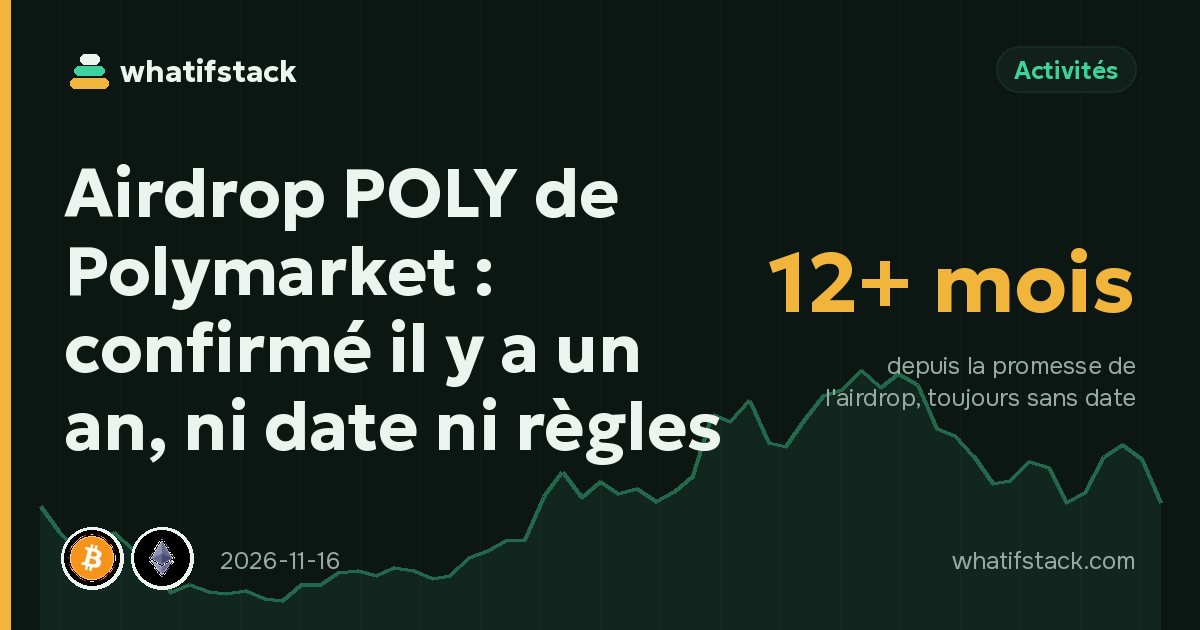 whatifstack
Activités
Airdrop POLY de
Polymarket :
confirmé il y a un
an, ni date ni règles
12+ mois
depuis la promesse de
l'airdrop, toujours sans date
2026-11-16
whatifstack.com